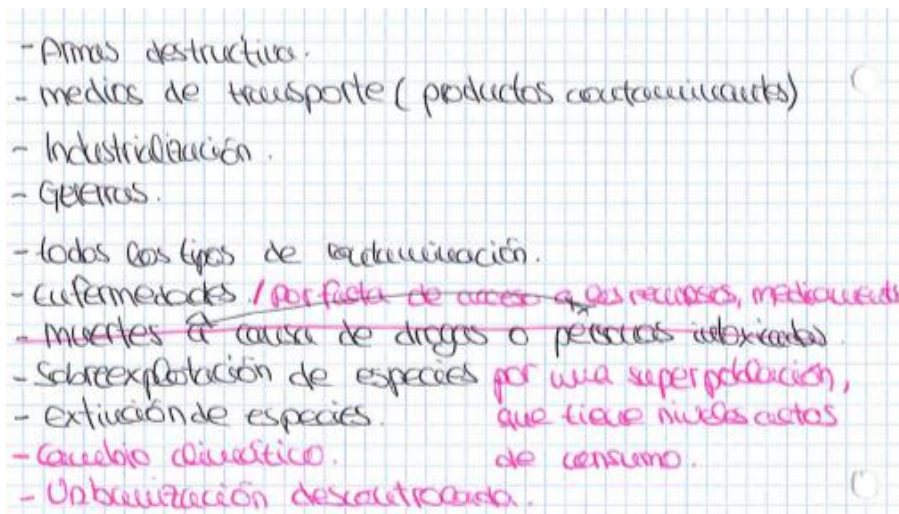 - Armas destructiva.
- medios de transporte ( productos contaminantes)
- Industrialización.
- Guerras.
- todos los tipos de contaminación.
- Enfermedades / por falta de acceso a los recursos, medicamentos
- muertes a causa de drogas o personas intoxicadas
- Sobreexplotación de especies por una superpoblación,
- extinción de especies. que tiene niveles altos
- Cambio climático. de consumo.
- Urbanización descontrolada.